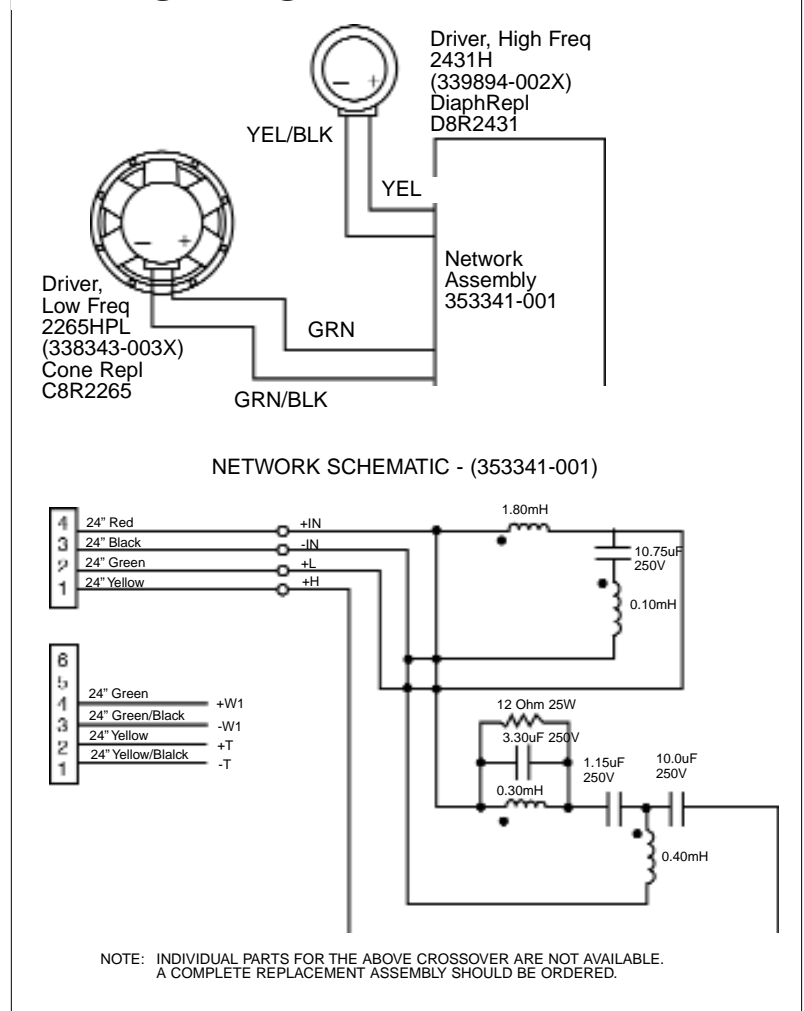 Driver, High Freq
2431H
(339894-002X)
DiaphRepl
D8R2431
YEL/BLK
YEL
- +
- +
Network
Assembly
353341-001
Driver,
Low Freq
2265HPL
(338343-003X)
Cone Repl
C8R2265
GRN
GRN/BLK
NETWORK SCHEMATIC - (353341-001)
4 24" Red +IN
3 24" Black -IN
2 24" Green +L
1 24" Yellow +H
1.80mH
10.75uF
250V
0.10mH
6
5
4 24" Green +W1
3 24" Green/Black -W1
2 24" Yellow +T
1 24" Yellow/Blalck -T
12 Ohm 25W
3.30uF 250V
0.30mH
1.15uF
250V
10.0uF
250V
0.40mH
NOTE: INDIVIDUAL PARTS FOR THE ABOVE CROSSOVER ARE NOT AVAILABLE.
A COMPLETE REPLACEMENT ASSEMBLY SHOULD BE ORDERED.